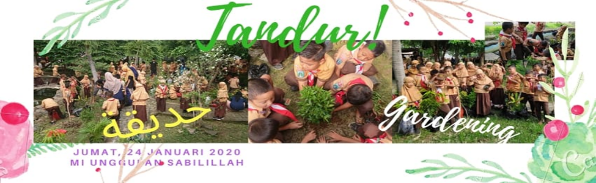 Tandur!
حديقة
Gardening
JUMAT, 24 JANUARI 2020
MI UNGGULAN SABILILLAH